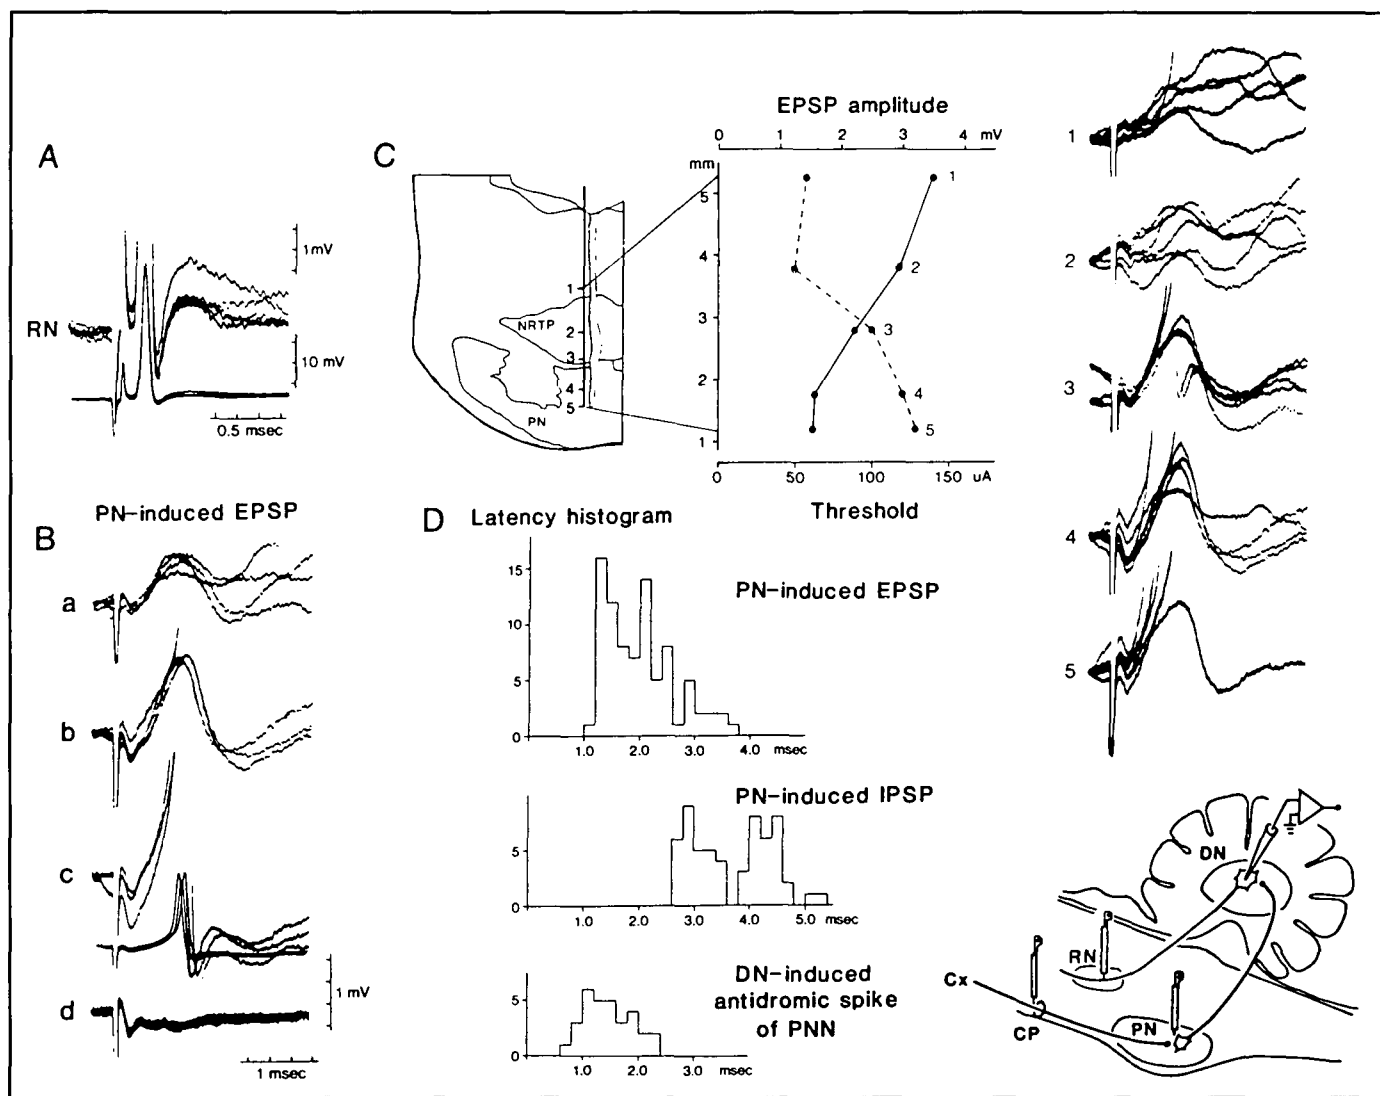 A
1mV
RN
10 mV
0.5 msec
PN-induced EPSP
B
a
b
c
d
1 mV
1 msec
C
1
NRTP
2
3
4
5
PN
EPSP amplitude
0 1 2 3 4 mV
mm
5
4
3
2
1
1
2
3
4
5
0 50 100 150 uA
Threshold
D Latency histogram
PN-induced EPSP
15
10
5
0
1.0 2.0 3.0 4.0 msec
PN-induced IPSP
5
0
1.0 2.0 3.0 4.0 5.0 msec
DN-induced
antidromic spike
of PNN
5
0
1.0 2.0 3.0 msec
1
2
3
4
5
DN
RN
Cx
CP
PN